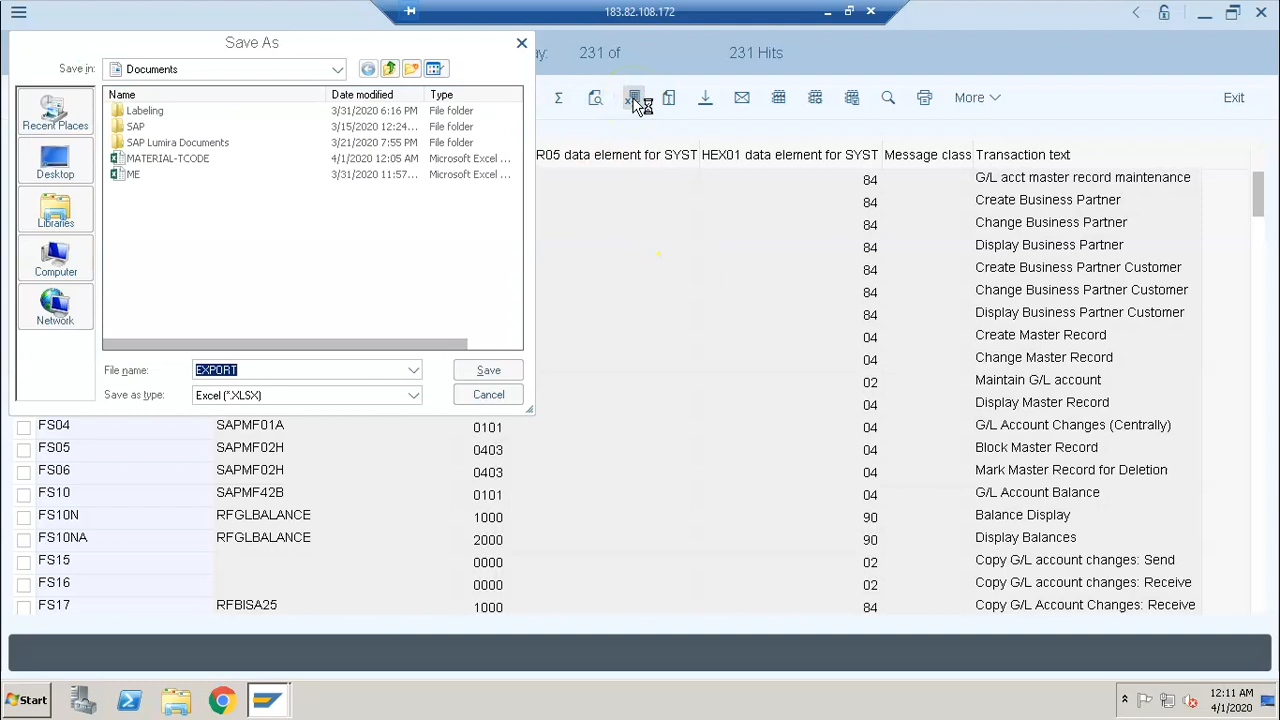 183.82.108.172
Save As
Save in:
Documents
ay: 231 of 231 Hits
More
Exit
Name Date modified Type
Recent Places
Desktop
Libraries
Computer
Network
Labeling 3/31/2020 6:16 PM File folder
SAP 3/15/2020 12:24... File folder
SAP Lumira Documents 3/21/2020 7:55 PM File folder
MATERIAL-TCODE 4/1/2020 12:05 AM Microsoft Excel ...
ME 3/31/2020 11:57... Microsoft Excel ...
File name: EXPORT Save
Save as type: Excel (*.XLSX) Cancel
R05 data element for SYST HEX01 data element for SYST Message class Transaction text
84 G/L acct master record maintenance
84 Create Business Partner
84 Change Business Partner
84 Display Business Partner
84 Create Business Partner Customer
84 Change Business Partner Customer
84 Display Business Partner Customer
04 Create Master Record
04 Change Master Record
02 Maintain G/L account
04 Display Master Record
FS04 SAPMF01A 0101 04 G/L Account Changes (Centrally)
FS05 SAPMF02H 0403 04 Block Master Record
FS06 SAPMF02H 0403 04 Mark Master Record for Deletion
FS10 SAPMF42B 0101 04 G/L Account Balance
FS10N RFGLBALANCE 1000 90 Balance Display
FS10NA RFGLBALANCE 2000 90 Display Balances
FS15 0000 02 Copy G/L account changes: Send
FS16 0000 02 Copy G/L account changes: Receive
FS17 RFBISA25 1000 84 Copy G/L Account Changes: Receive
Start
12:11 AM
4/1/2020